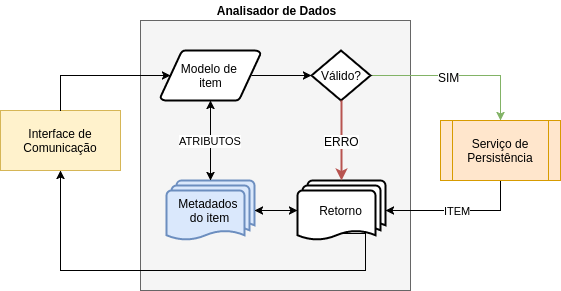 Analisador de Dados
Modelo de
item
Válido?
SIM
Interface de
Comunicação
ATRIBUTOS
ERRO
Serviço de
Persistência
Metadados
do item
Retorno
ITEM